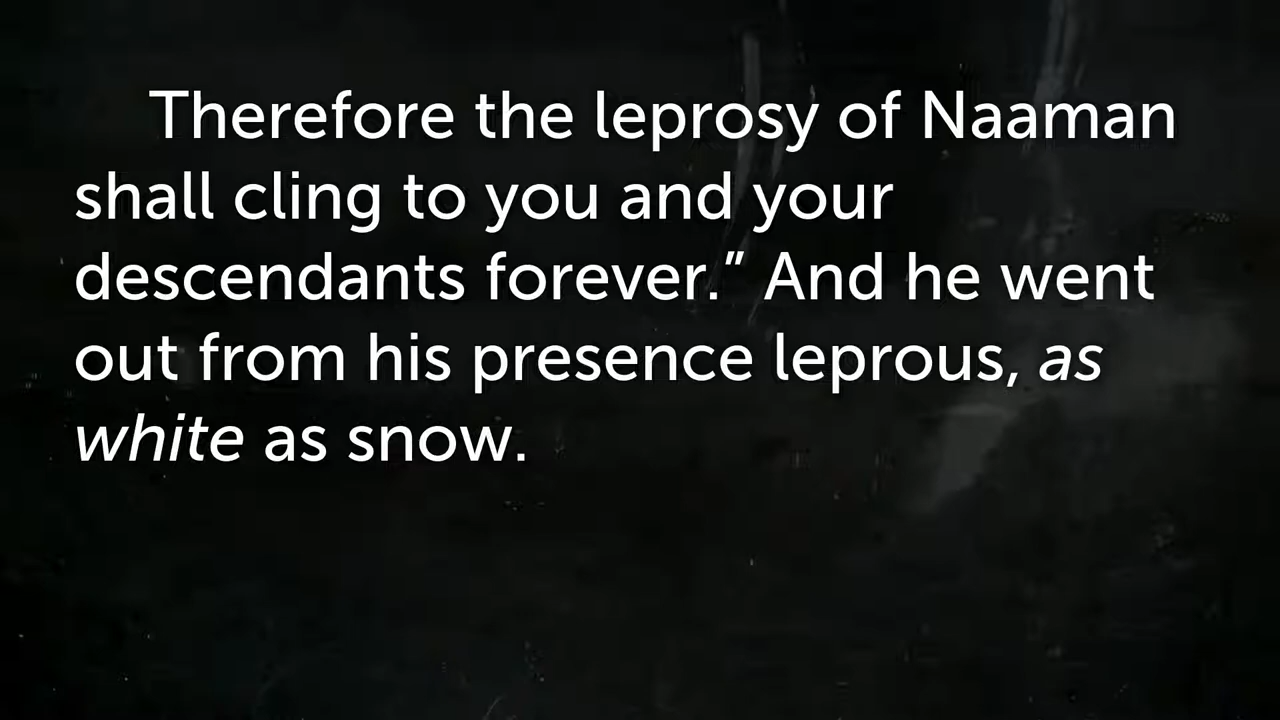 Therefore the leprosy of Naaman
shall cling to you and your
descendants forever.” And he went
out from his presence leprous, as
white as snow.